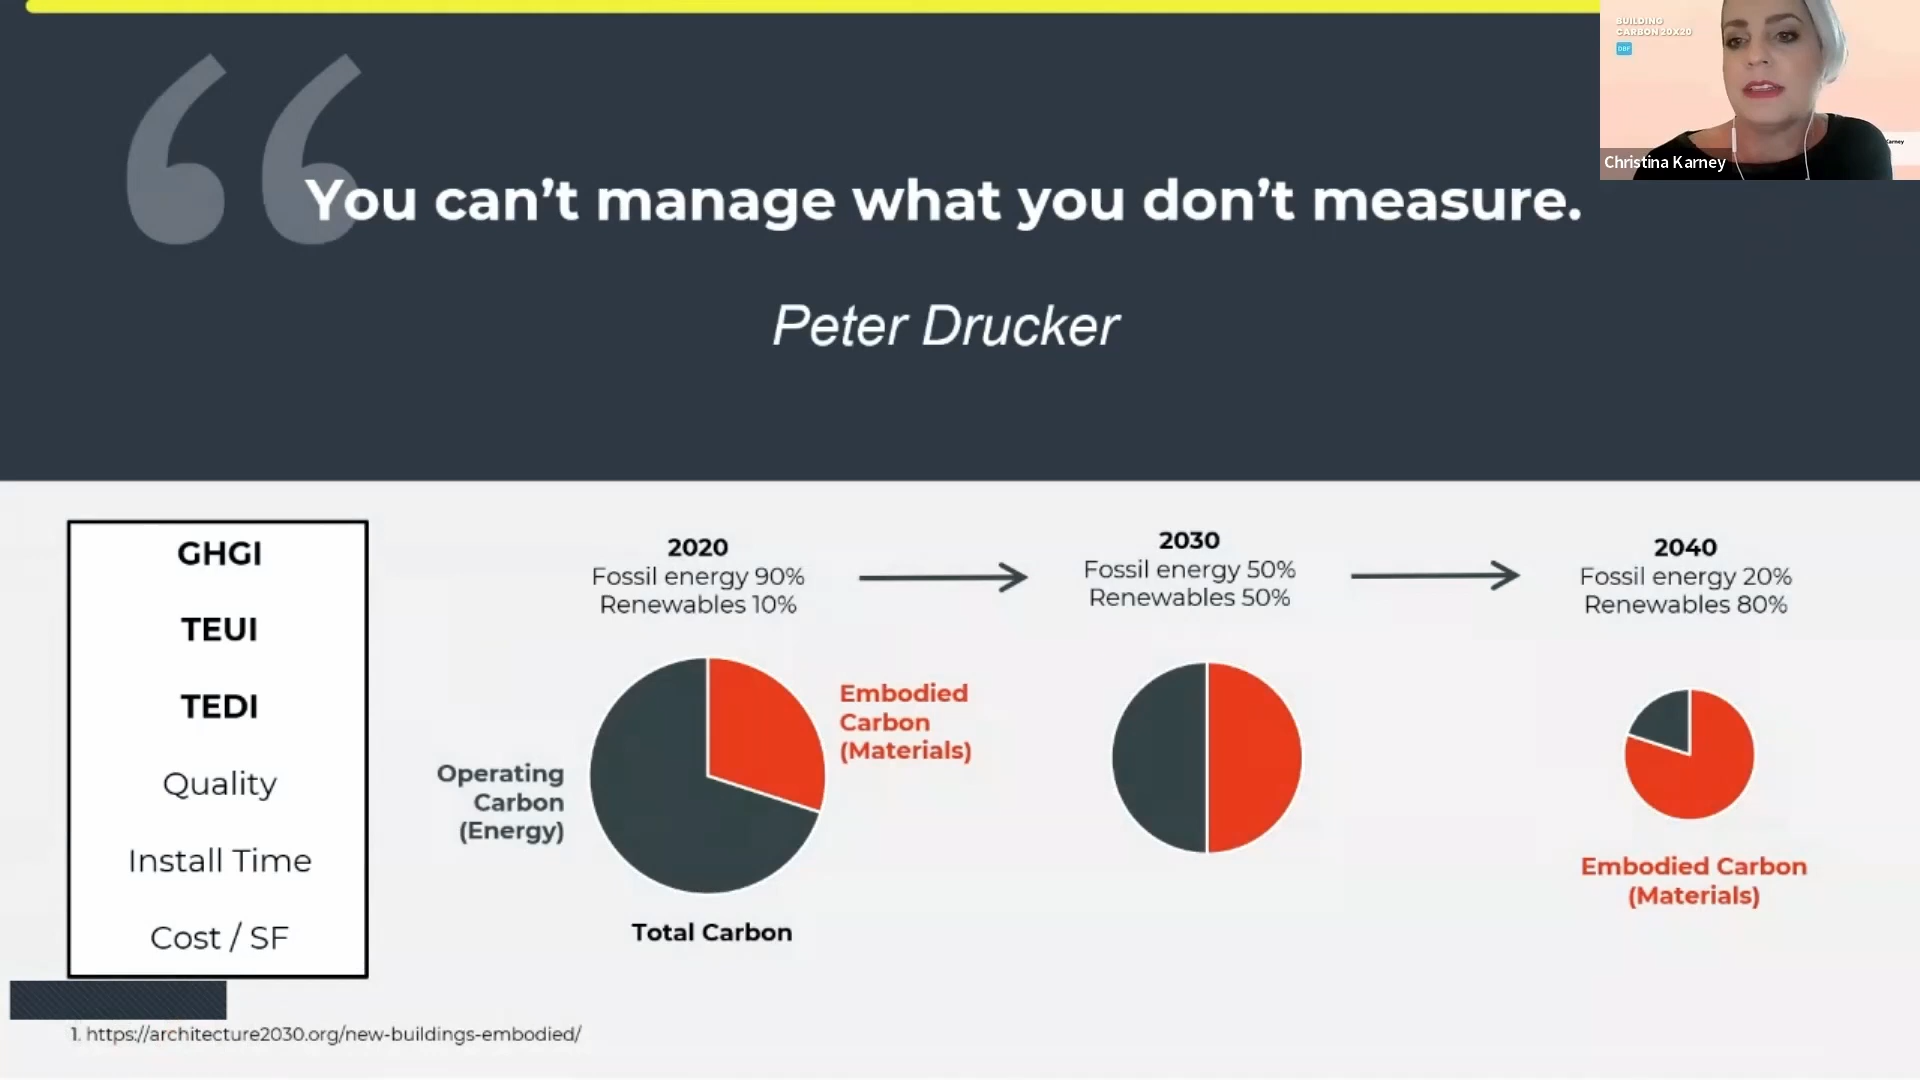 BUILDING
CARBON 20X20
DBF
Karney
Christina Karney
You can’t manage what you don’t measure.
Peter Drucker
GHGI
TEUI
TEDI
Quality
Install Time
Cost / SF
2020
Fossil energy 90%
Renewables 10%
Embodied
Carbon
(Materials)
Operating
Carbon
(Energy)
Total Carbon
2030
Fossil energy 50%
Renewables 50%
2040
Fossil energy 20%
Renewables 80%
Embodied Carbon
(Materials)
1. https://architecture2030.org/new-buildings-embodied/